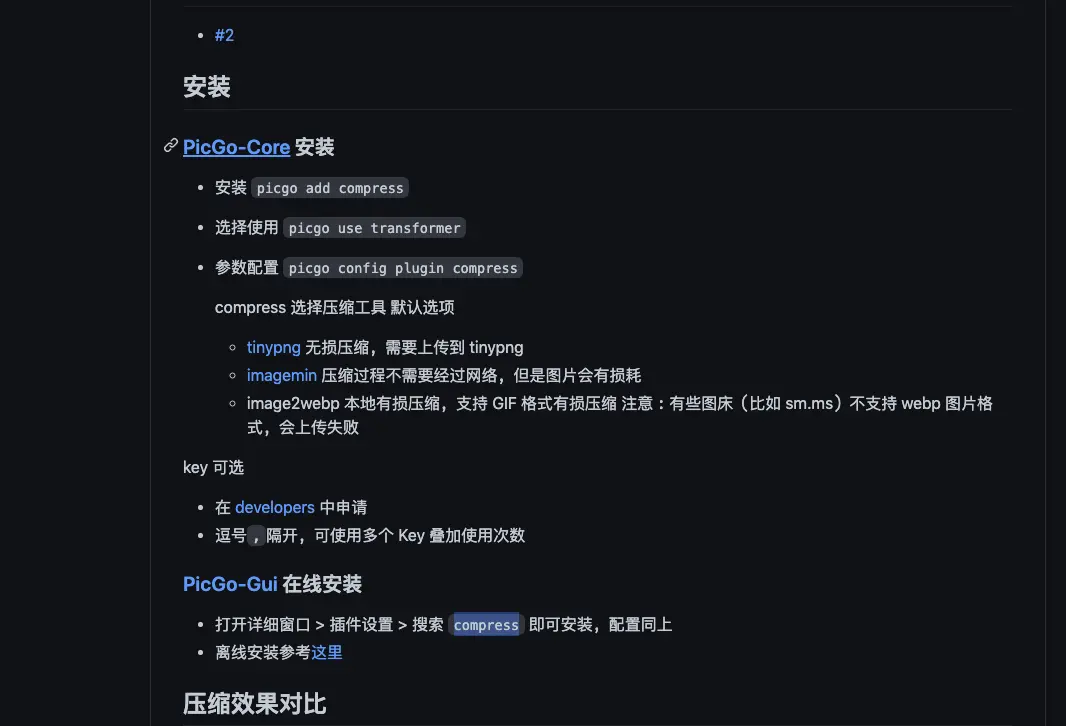 #2
安装
PicGo-Core 安装
安装 picgo add compress
选择使用 picgo use transformer
参数配置 picgo config plugin compress
compress 选择压缩工具 默认选项
tinypng 无损压缩，需要上传到 tinypng
imagemin 压缩过程不需要经过网络，但是图片会有损耗
image2webp 本地有损压缩，支持 GIF 格式有损压缩 注意：有些图床（比如 sm.ms）不支持 webp 图片格
式，会上传失败
key 可选
在 developers 中申请
逗号 , 隔开，可使用多个 Key 叠加使用次数
PicGo-Gui 在线安装
打开详细窗口 > 插件设置 > 搜索 compress 即可安装，配置同上
离线安装参考这里
压缩效果对比